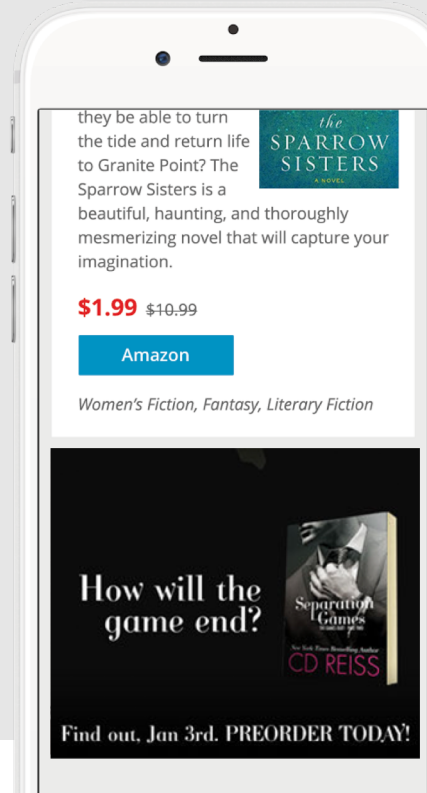 they be able to turn
the tide and return life
to Granite Point? The
Sparrow Sisters is a
beautiful, haunting, and thoroughly
mesmerizing novel that will capture your
imagination.
the
SPARROW
SISTERS
A NOVEL
$1.99 $10.99
Amazon
Women's Fiction, Fantasy, Literary Fiction
How will the
game end?
Separation
Games
New York Times Bestselling Author
CD REISS
Find out, Jan 3rd. PREORDER TODAY!